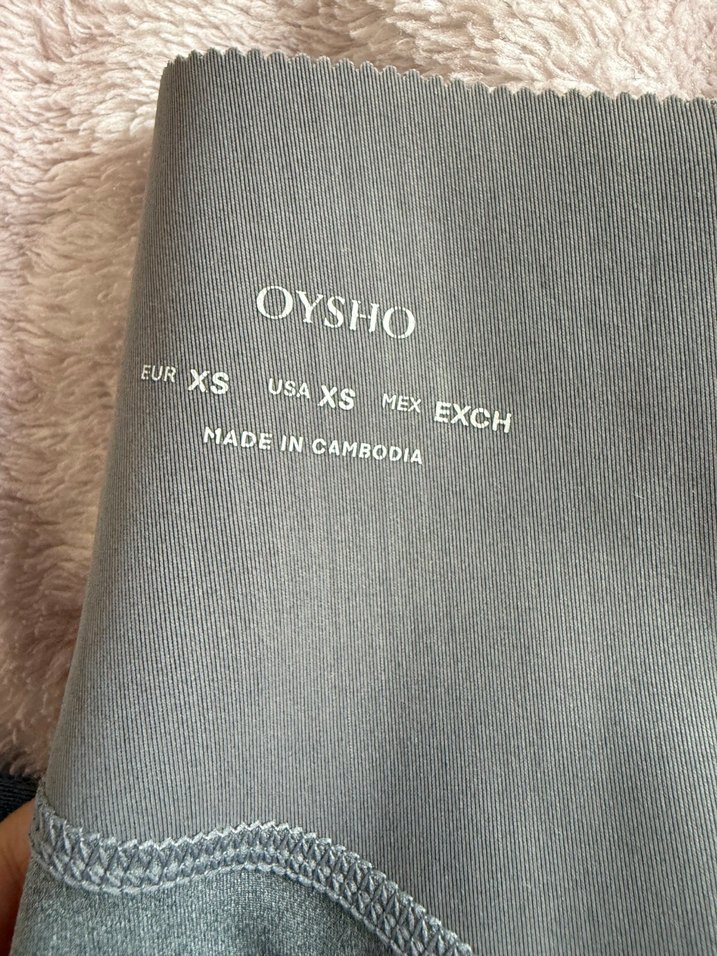 OYSHO
EUR XS USA XS MEX EXCH
MADE IN CAMBODIA